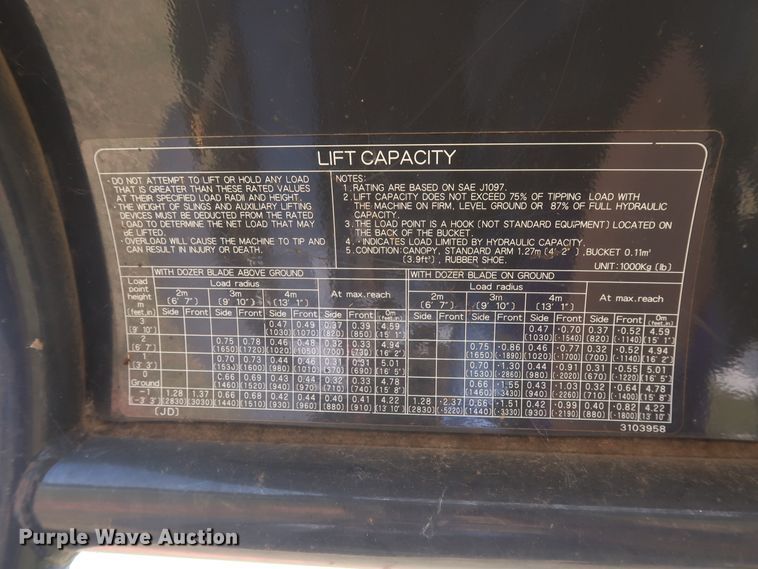 LIFT CAPACITY
· DO NOT ATTEMPT TO LIFT OR HOLD ANY LOAD
THAT IS GREATER THAN THESE RATED VALUES
AT THEIR SPECIFIED LOAD RADII AND HEIGHT.
· THE WEIGHT OF SLINGS AND AUXILIARY LIFTING
DEVICES MUST BE DEDUCTED FROM THE RATED
LOAD TO DETERMINE THE NET LOAD THAT MAY
BE LIFTED.
· OVERLOAD WILL CAUSE THE MACHINE TO TIP AND
CAN RESULT IN INJURY OR DEATH.
NOTES:
1. RATING ARE BASED ON SAE J1097.
2. LIFT CAPACITY DOES NOT EXCEED 75% OF TIPPING LOAD WITH
THE MACHINE ON FIRM, LEVEL GROUND OR 87% OF FULL HYDRAULIC
CAPACITY.
3. THE LOAD POINT IS A HOOK (NOT STANDARD EQUIPMENT) LOCATED ON
THE BACK OF THE BUCKET.
4. · INDICATES LOAD LIMITED BY HYDRAULIC CAPACITY.
5. CONDITION:CANOPY, STANDARD ARM 1.27m (4' 2" ) ,BUCKET 0.11m³
(3.9ft³), RUBBER SHOE.
UNIT:1000Kg (lb)
Load point height m (feet.in) WITH DOZER BLADE ABOVE GROUND WITH DOZER BLADE ON GROUND
Load radius At max.reach Load radius At max.reach
2m (6' 7") 3m (9' 10") 4m (13' 1") 2m (6' 7") 3m (9' 10") 4m (13' 1")
Side Front Side Front Side Front Side Front m (feet.in) Side Front Side Front Side Front Side Front m (feet.in)
3 0.47 0.49 0.37 0.39 4.59 0.47 ·0.70 0.37 ·0.52 4.59
(9' 10") (1030) (1070) (820) (850) (15' 1") (1030) (·1540) (820) (·1140) (15' 1")
2 0.75 0.78 0.46 0.48 0.32 0.33 4.94 0.75 ·0.86 0.46 ·0.77 0.32 ·0.52 4.94
(6' 7") (1650) (1720) (1020) (1050) (700) (730) (16' 2") (1650) (·1890) (1020) (·1700) (700) (·1140) (16' 2")
1 0.70 0.73 0.44 0.46 0.31 0.31 5.01 0.70 ·1.30 0.44 ·0.91 0.31 ·0.55 5.01
(3' 3") (1530) (1600) (980) (1010) (670) (690) (16' 5") (1530) (·2860) (980) (·2020) (670) (·1220) (16' 5")
0 0.66 0.69 0.43 0.44 0.32 0.33 4.78 0.66 ·1.55 0.43 ·1.03 0.32 ·0.64 4.78
Ground (1460) (1520) (940) (970) (710) (740) (15' 8") (1460) (·3430) (940) (·2260) (710) (·1400) (15' 8")
-1 1.28 1.37 0.66 0.68 0.42 0.44 0.40 0.41 4.22 1.28 ·2.37 0.66 ·1.51 0.42 ·0.99 0.40 ·0.82 4.22
(-3' 3") (2830) (3030) (1440) (1510) (930) (960) (880) (910) (13' 10") (2830) (·5220) (1440) (·3330) (930) (·2190) (880) (·1800) (13' 10")
(JD)
3103958
Purple Wave Auction